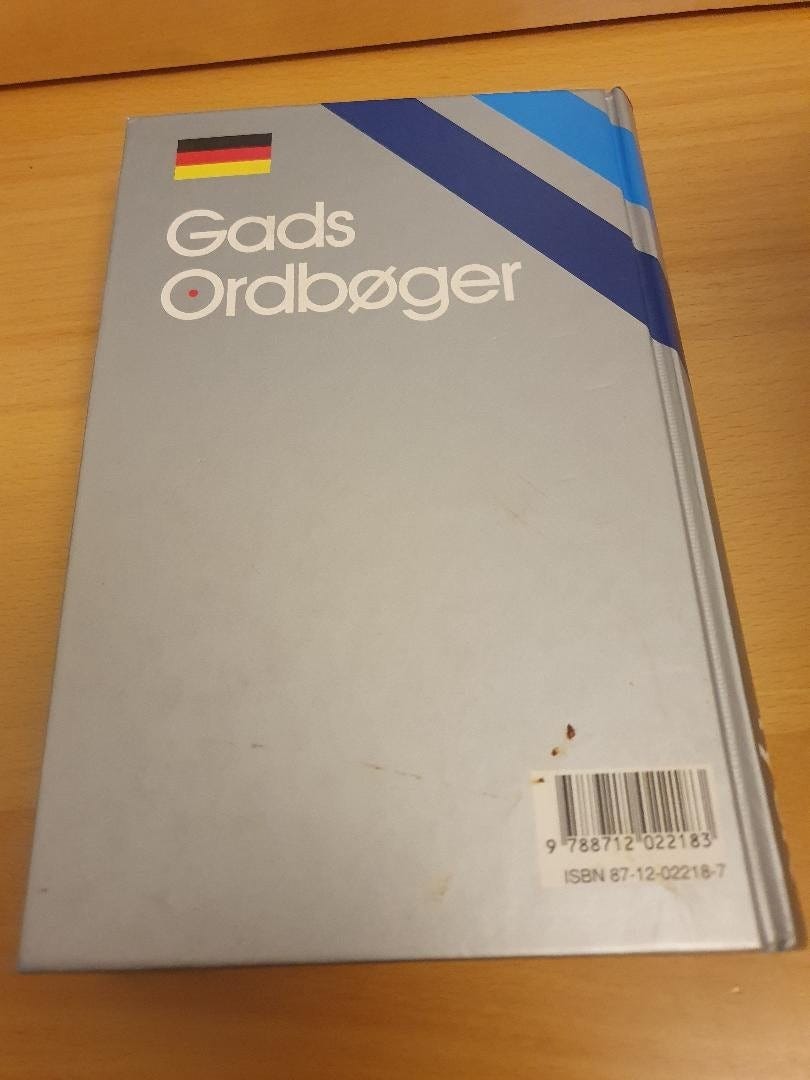 Gads
Ordbøger
9 788712 022183
ISBN 87-12-02218-7